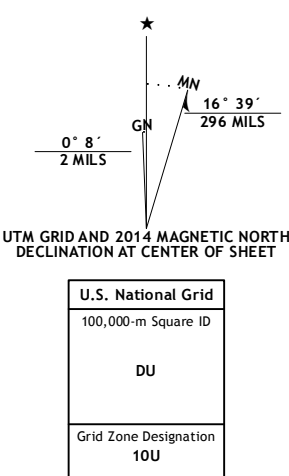 ★
MN
16° 39´
296 MILS
GN
0° 8´
2 MILS
UTM GRID AND 2014 MAGNETIC NORTH
DECLINATION AT CENTER OF SHEET
U.S. National Grid
100,000-m Square ID
DU
Grid Zone Designation
10U